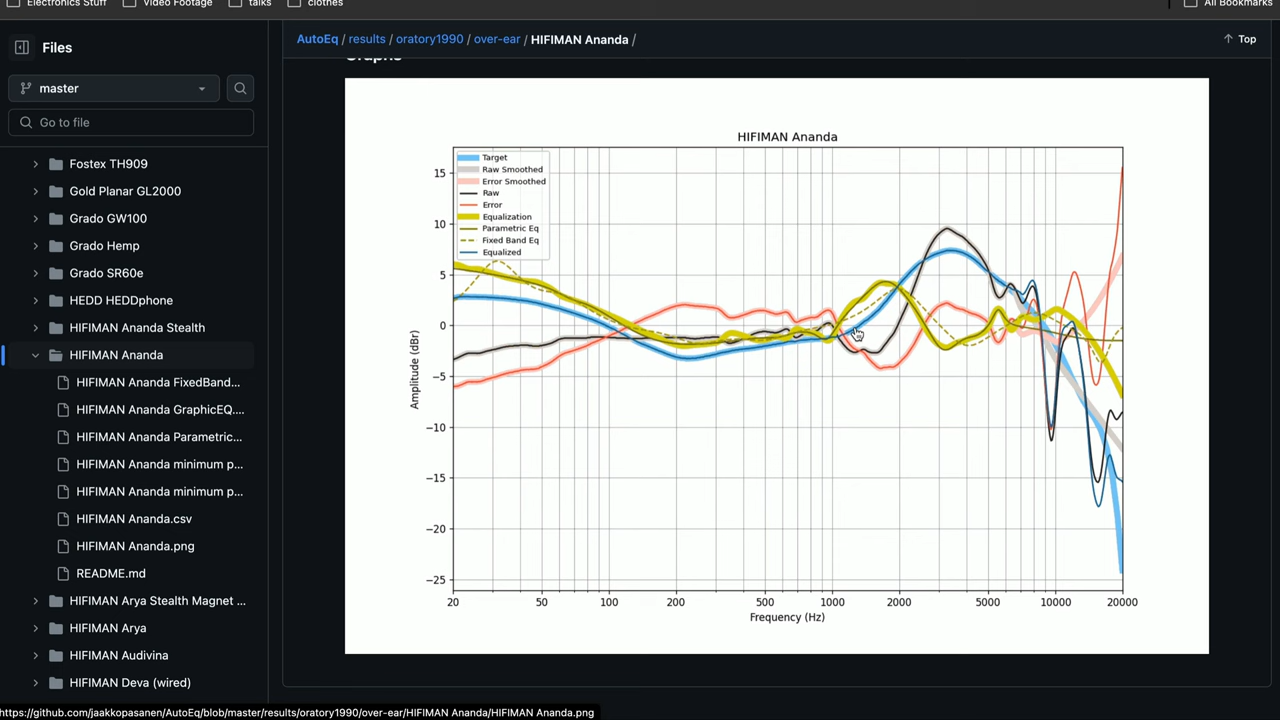 Electronics Stuff
Video Footage
talks
clothes
All Bookmarks
Files
AutoEq / results / oratory1990 / over-ear / HIFIMAN Ananda /
Top
Graphs
master
Go to file
Fostex TH909
Gold Planar GL2000
Grado GW100
Grado Hemp
Grado SR60e
HEDD HEDDphone
HIFIMAN Ananda Stealth
HIFIMAN Ananda
HIFIMAN Ananda FixedBand...
HIFIMAN Ananda GraphicEQ....
HIFIMAN Ananda Parametric...
HIFIMAN Ananda minimum p...
HIFIMAN Ananda minimum p...
HIFIMAN Ananda.csv
HIFIMAN Ananda.png
README.md
HIFIMAN Arya Stealth Magnet ...
HIFIMAN Arya
HIFIMAN Audivina
HIFIMAN Deva (wired)
HIFIMAN Ananda
Target
Raw Smoothed
Error Smoothed
Raw
Error
Equalization
Parametric Eq
Fixed Band Eq
Equalized
Amplitude (dBr)
15
10
5
0
−5
−10
−15
−20
−25
20 50 100 200 500 1000 2000 5000 10000 20000
Frequency (Hz)
https://github.com/jaakkopasanen/AutoEq/blob/master/results/oratory1990/over-ear/HIFIMAN Ananda/HIFIMAN Ananda.png